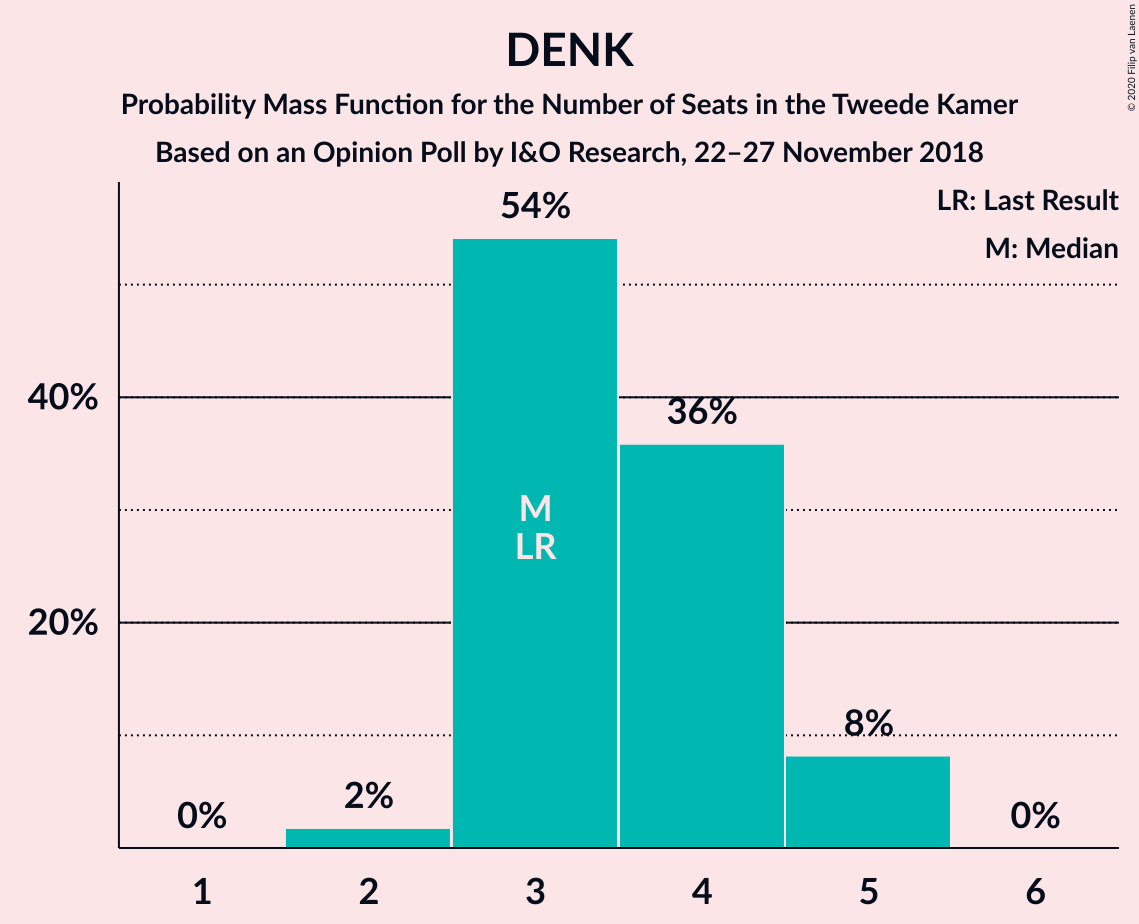 DENK
Probability Mass Function for the Number of Seats in the Tweede Kamer
Based on an Opinion Poll by I&O Research, 22–27 November 2018
© 2020 Filip van Laenen
LR: Last Result
M: Median
54%
40%
36%
M
LR
20%
8%
2%
0%
0%
1 2 3 4 5 6